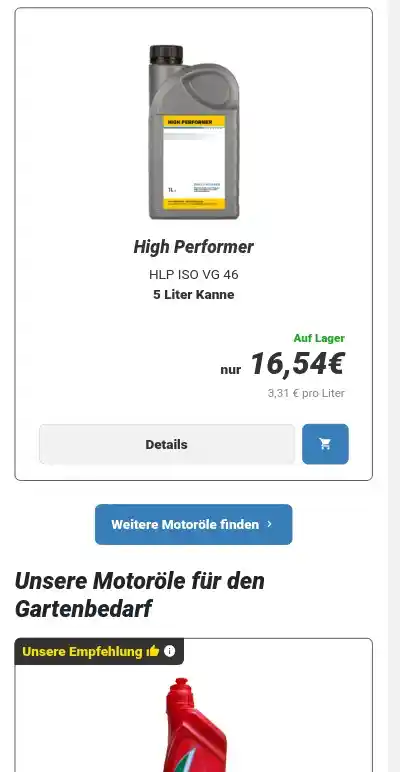 HIGH PERFORMER
1L
High Performer
HLP ISO VG 46
5 Liter Kanne
Auf Lager
nur 16,54€
3,31 € pro Liter
Details
Weitere Motoröle finden
Unsere Motoröle für den
Gartenbedarf
Unsere Empfehlung